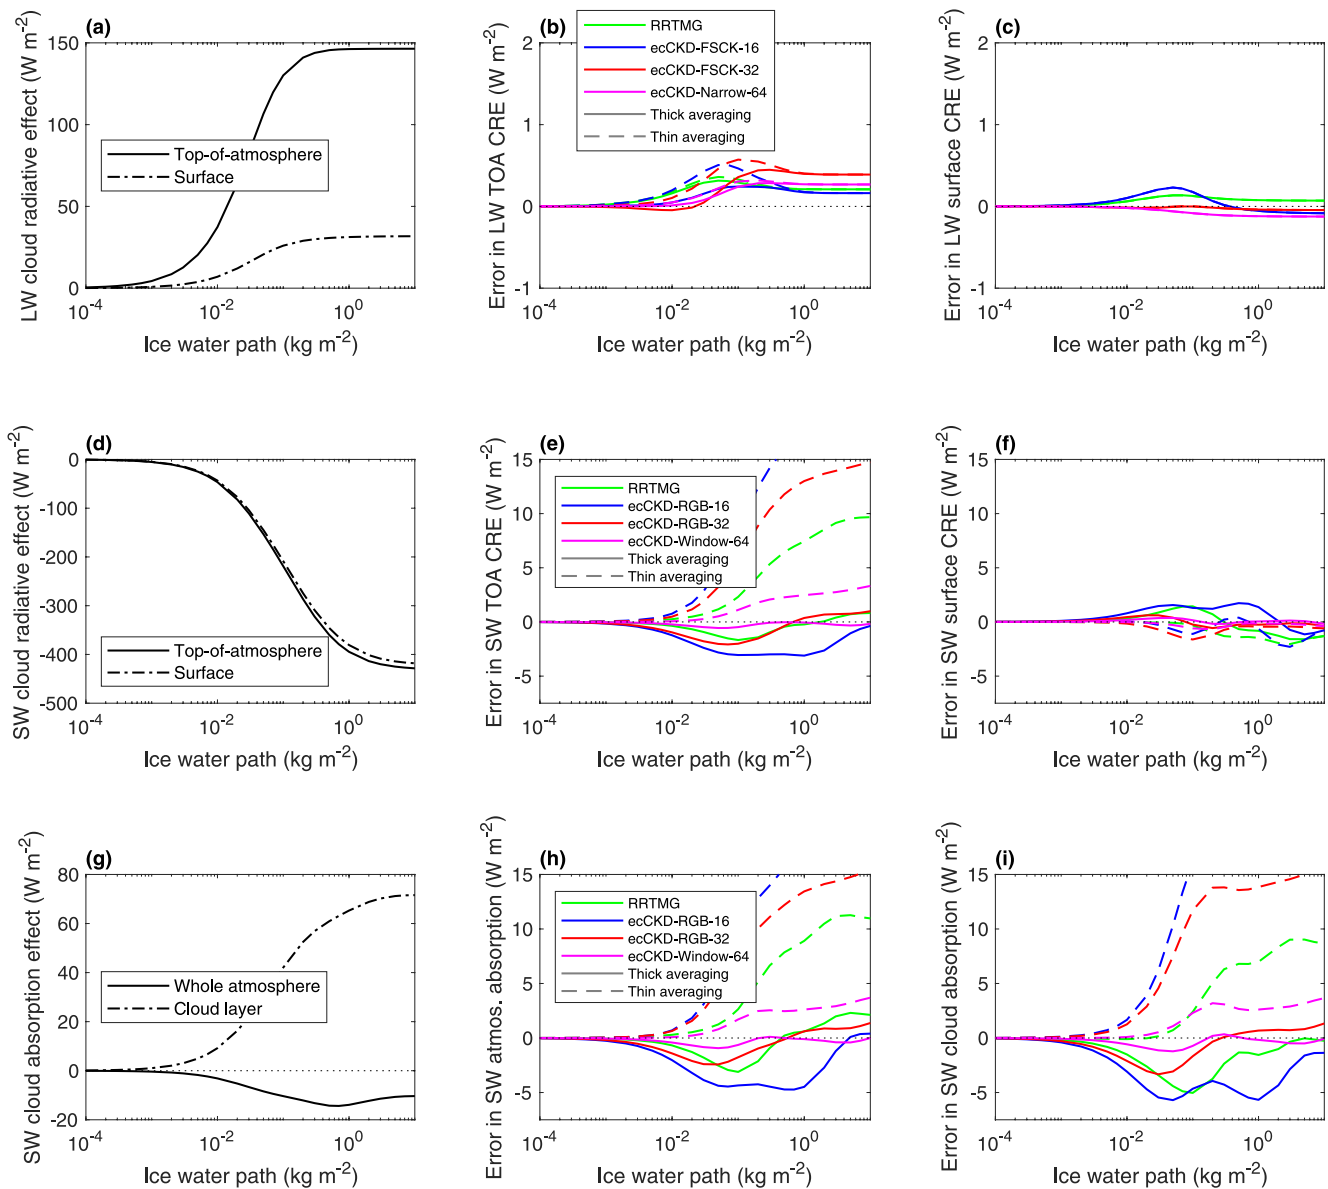 (a)
LW cloud radiative effect (W m-2)
150
100
50
0
Top-of-atmosphere
Surface
10-4
10-2
100
Ice water path (kg m-2)
(b)
Error in LW TOA CRE (W m-2)
2
1
0
-1
RRTMG
ecCKD-FSCK-16
ecCKD-FSCK-32
ecCKD-Narrow-64
Thick averaging
Thin averaging
10-4
10-2
100
Ice water path (kg m-2)
(c)
Error in LW surface CRE (W m-2)
2
1
0
-1
10-4
10-2
100
Ice water path (kg m-2)
(d)
SW cloud radiative effect (W m-2)
0
-100
-200
-300
-400
-500
Top-of-atmosphere
Surface
10-4
10-2
100
Ice water path (kg m-2)
(e)
Error in SW TOA CRE (W m-2)
15
10
5
0
-5
RRTMG
ecCKD-RGB-16
ecCKD-RGB-32
ecCKD-Window-64
Thick averaging
Thin averaging
10-4
10-2
100
Ice water path (kg m-2)
(f)
Error in SW surface CRE (W m-2)
15
10
5
0
-5
10-4
10-2
100
Ice water path (kg m-2)
(g)
SW cloud absorption effect (W m-2)
80
60
40
20
0
-20
Whole atmosphere
Cloud layer
10-4
10-2
100
Ice water path (kg m-2)
(h)
Error in SW atmos. absorption (W m-2)
15
10
5
0
-5
RRTMG
ecCKD-RGB-16
ecCKD-RGB-32
ecCKD-Window-64
Thick averaging
Thin averaging
10-4
10-2
100
Ice water path (kg m-2)
(i)
Error in SW cloud absorption (W m-2)
15
10
5
0
-5
10-4
10-2
100
Ice water path (kg m-2)